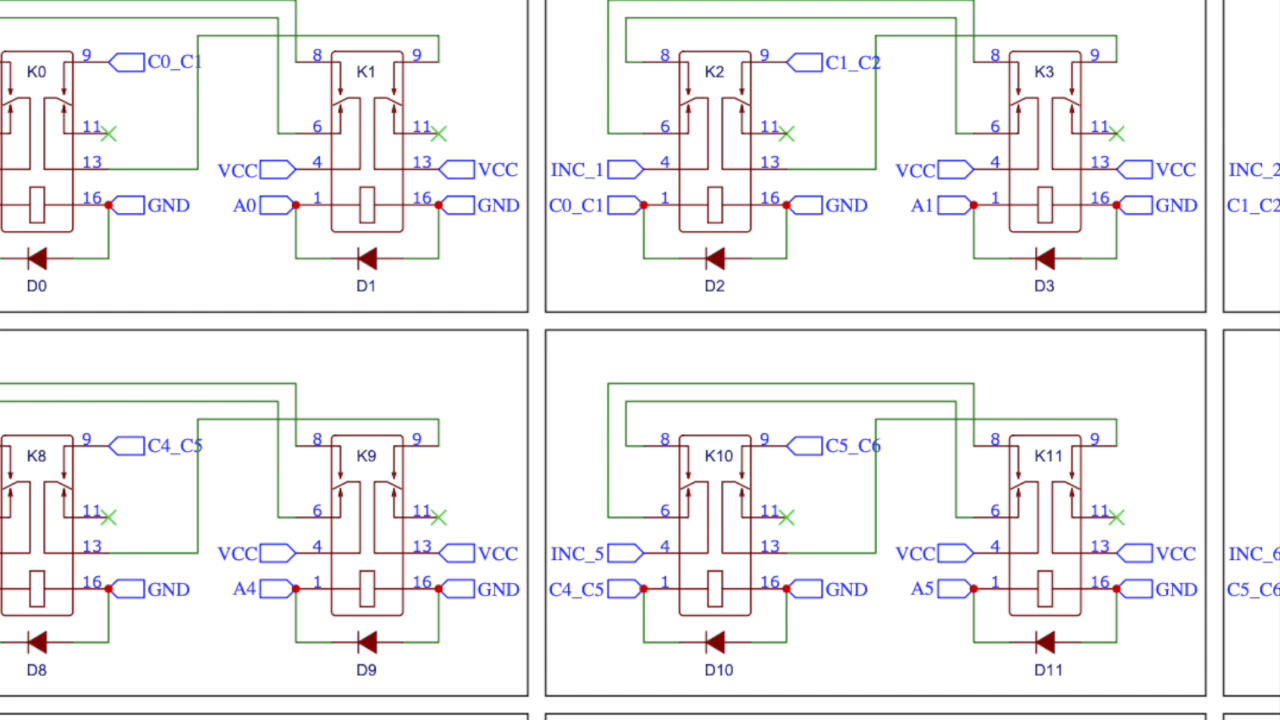 9 C0_C1 8 9 8 9 C1_C2 8 9
K0 K1 K2 K3
11 6 11 6 11 6 11
13 VCC 4 13 VCC INC_1 4 13 VCC 4 13 VCC INC_2
16 GND A0 1 16 GND C0_C1 1 16 GND A1 1 16 GND C1_C2
D0 D1 D2 D3
9 C4_C5 8 9 8 9 C5_C6 8 9
K8 K9 K10 K11
11 6 11 6 11 6 11
13 VCC 4 13 VCC INC_5 4 13 VCC 4 13 VCC INC_6
16 GND A4 1 16 GND C4_C5 1 16 GND A5 1 16 GND C5_C6
D8 D9 D10 D11